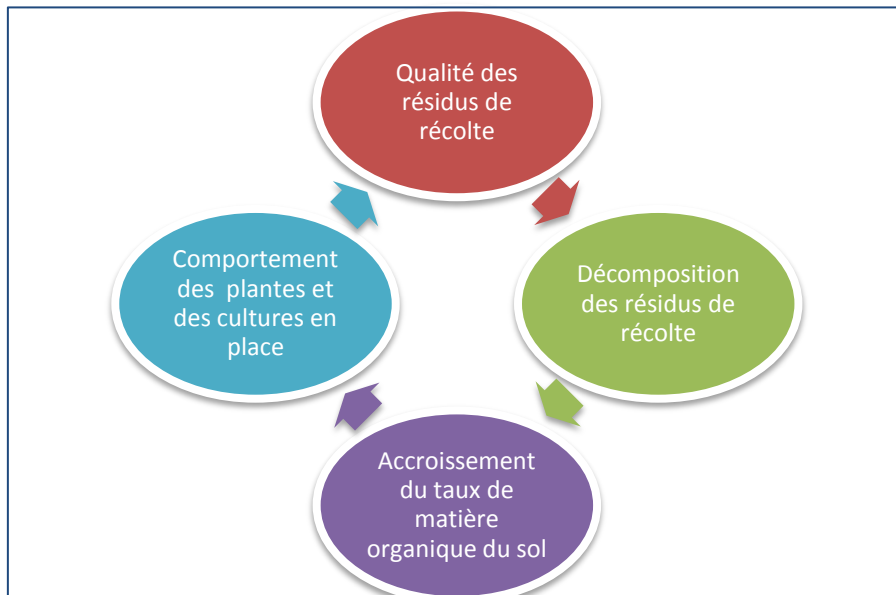 Qualité des
résidus de
récolte
Comportement
des plantes et
des cultures en
place
Décomposition
des résidus de
récolte
Accroissement
du taux de
matière
organique du sol